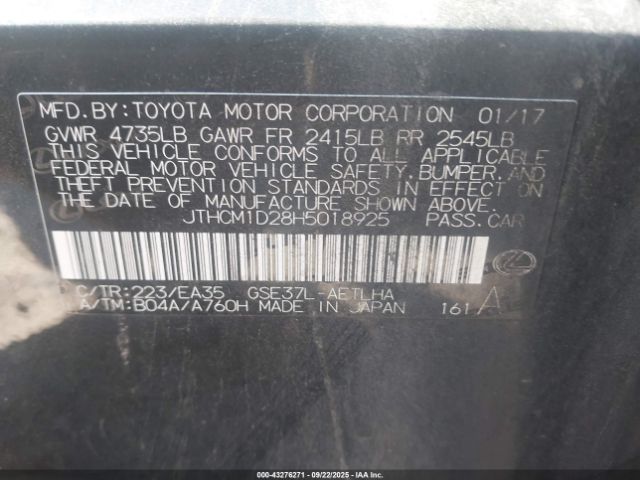 MFD. BY: TOYOTA MOTOR CORPORATION 01/17
GVWR 4735LB GAWR FR 2415LB RR 2545LB
THIS VEHICLE CONFORMS TO ALL APPLICABLE
FEDERAL MOTOR VEHICLE SAFETY, BUMPER, AND
THEFT PREVENTION STANDARDS IN EFFECT ON
THE DATE OF MANUFACTURE SHOWN ABOVE.
JTHCM1D28H5018925 PASS. CAR
C/TR: 223/EA35 GSE37L-AETLHA
A/TM: B04A/A760H MADE IN JAPAN 161 A
000-43276271 09/22/2025 IAAI.COM